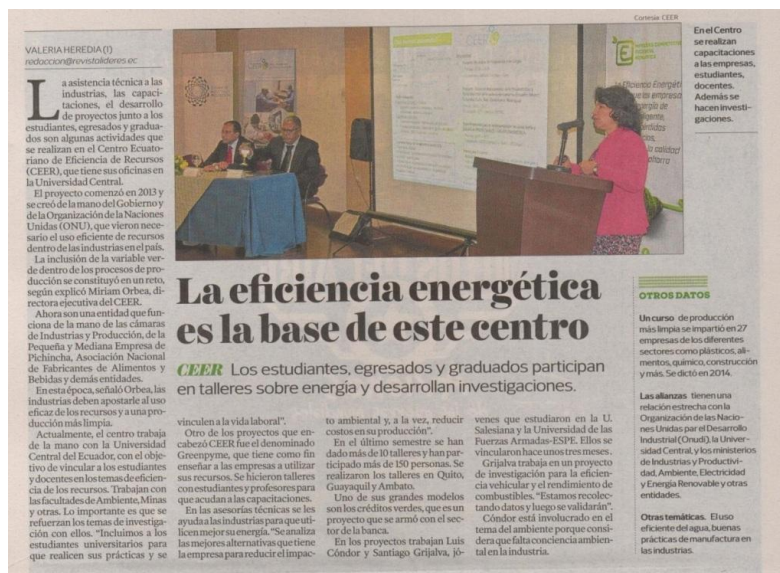 Cortesía: CEER
VALERIA HEREDIA (I)
redaccion@revistalideres.ec
La asistencia técnica a las
industrias, las capaci-
taciones, el desarrollo
de proyectos junto a los
estudiantes, egresados y gradua-
dos son algunas actividades que
se realizan en el Centro Ecuato-
riano de Eficiencia de Recursos
(CEER), que tiene sus oficinas en
la Universidad Central.
El proyecto comenzó en 2013 y
se creó de la mano del Gobierno y
de la Organización de la Naciones
Unidas (ONU), que vieron nece-
sario el uso eficiente de recursos
dentro de las industrias en el país.
La inclusión de la variable ver-
de dentro de los procesos de pro-
ducción se constituyó en un reto,
según explicó Miriam Orbea, di-
rectora ejecutiva del CEER.
Ahora son una entidad que fun-
ciona de la mano de las cámaras
de Industrias y Producción, de la
Pequeña y Mediana Empresa de
Pichincha, Asociación Nacional
de Fabricantes de Alimentos y
Bebidas y demás entidades.
En esta época, señaló Orbea, las
industrias deben apostarle al uso
eficaz de los recursos y a una pro-
ducción más limpia.
Actualmente, el centro trabaja
de la mano con la Universidad
Central del Ecuador, con el obje-
tivo de vincular a los estudiantes
y docentes en los temas de eficien-
cia de los recursos. Trabajan con
las facultades de Ambiente, Minas
y otras. Lo importante es que se
refuerzan los temas de investiga-
ción con ellos. "Incluimos a los
estudiantes universitarios para
que realicen sus prácticas y se
En el Centro
se realizan
capacitaciones
a las empresas,
estudiantes,
docentes.
Además se
hacen investi-
gaciones.
CEER
La eficiencia energética
es la base de este centro
CEER Los estudiantes, egresados y graduados participan
en talleres sobre energía y desarrollan investigaciones.
vinculen a la vida laboral".
Otro de los proyectos que en-
cabezó CEER fue el denominado
Greenpyme, que tiene como fin
enseñar a las empresas a utilizar
sus recursos. Se hicieron talleres
con estudiantes y profesores para
que acudan a las capacitaciones.
En las asesorías técnicas se les
ayuda a las industrias para que uti-
licen mejor su energía. "Se analiza
las mejores alternativas que tiene
la empresa para reducir el impac-
to ambiental y, a la vez, reducir
costos en su producción".
En el último semestre se han
dado más de 10 talleres y han par-
ticipado más de 150 personas. Se
realizaron los talleres en Quito,
Guayaquil y Ambato.
Uno de sus grandes modelos
son los créditos verdes, que es un
proyecto que se armó con el sec-
tor de la banca.
En los proyectos trabajan Luis
Cóndor y Santiago Grijalva, jó-
venes que estudiaron en la U.
Salesiana y la Universidad de las
Fuerzas Armadas-ESPE. Ellos se
vincularon hace unos tres meses.
Grijalva trabaja en un proyecto
de investigación para la eficien-
cia vehicular y el rendimiento de
combustibles. "Estamos recolec-
tando datos y luego se validarán".
Cóndor está involucrado en el
tema del ambiente porque consi-
dera que falta conciencia ambien-
tal en la industria.
OTROS DATOS
Un curso de producción
más limpia se impartió en 27
empresas de los diferentes
sectores como plásticos, ali-
mentos, químico, construcción
y más. Se dictó en 2014.
Las alianzas tienen una
relación estrecha con la
Organización de las Nacio-
nes Unidas por el Desarrollo
Industrial (Onudi), la Univer-
sidad Central, y los ministerios
de Industrias y Productivi-
dad, Ambiente, Electricidad
y Energía Renovable y otras
entidades.
Otras temáticas. El uso
eficiente del agua, buenas
prácticas de manufactura en
las industrias.